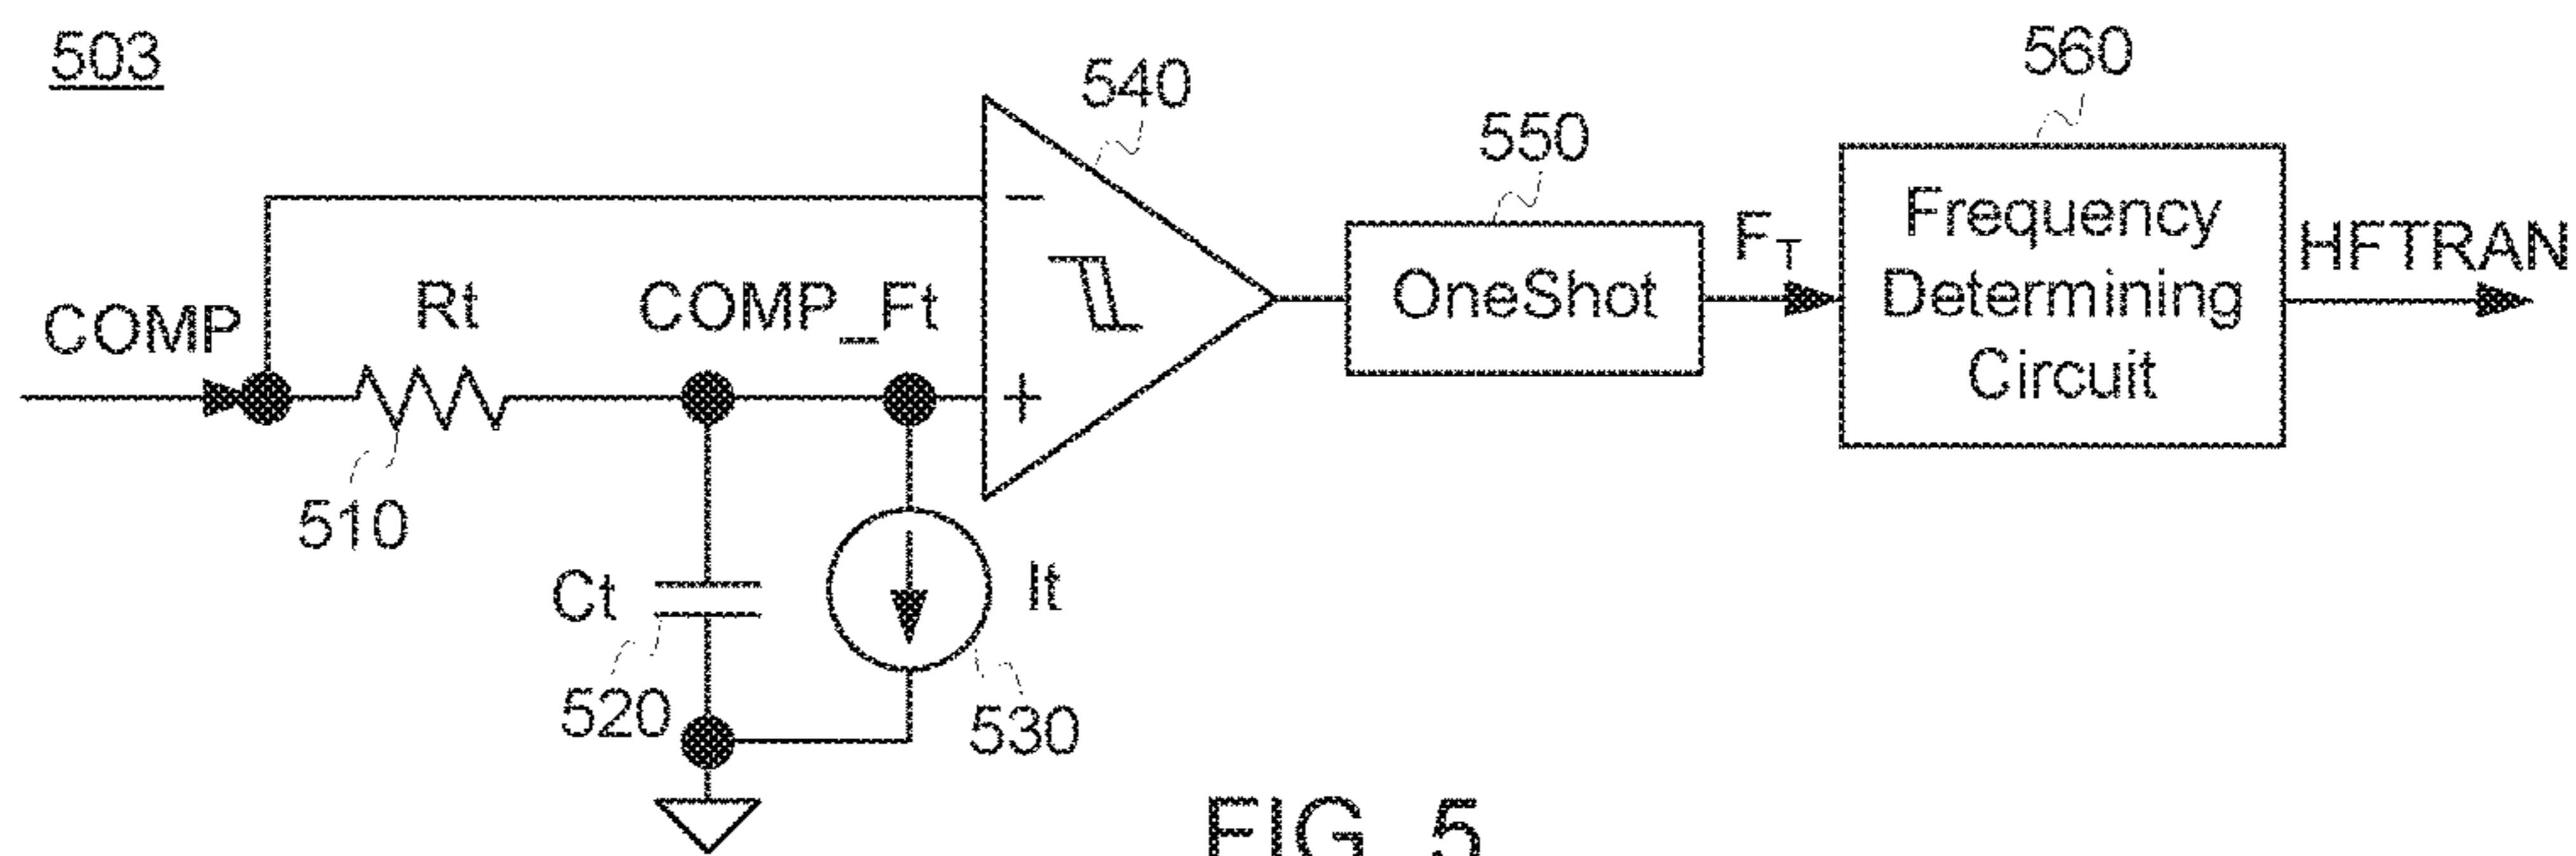 503
540
560
550
COMP
Rt
COMP_Ft
−
+
OneShot
F_T
Frequency
Determining
Circuit
HFTRAN
510
Ct
It
520
530
FIG. 5